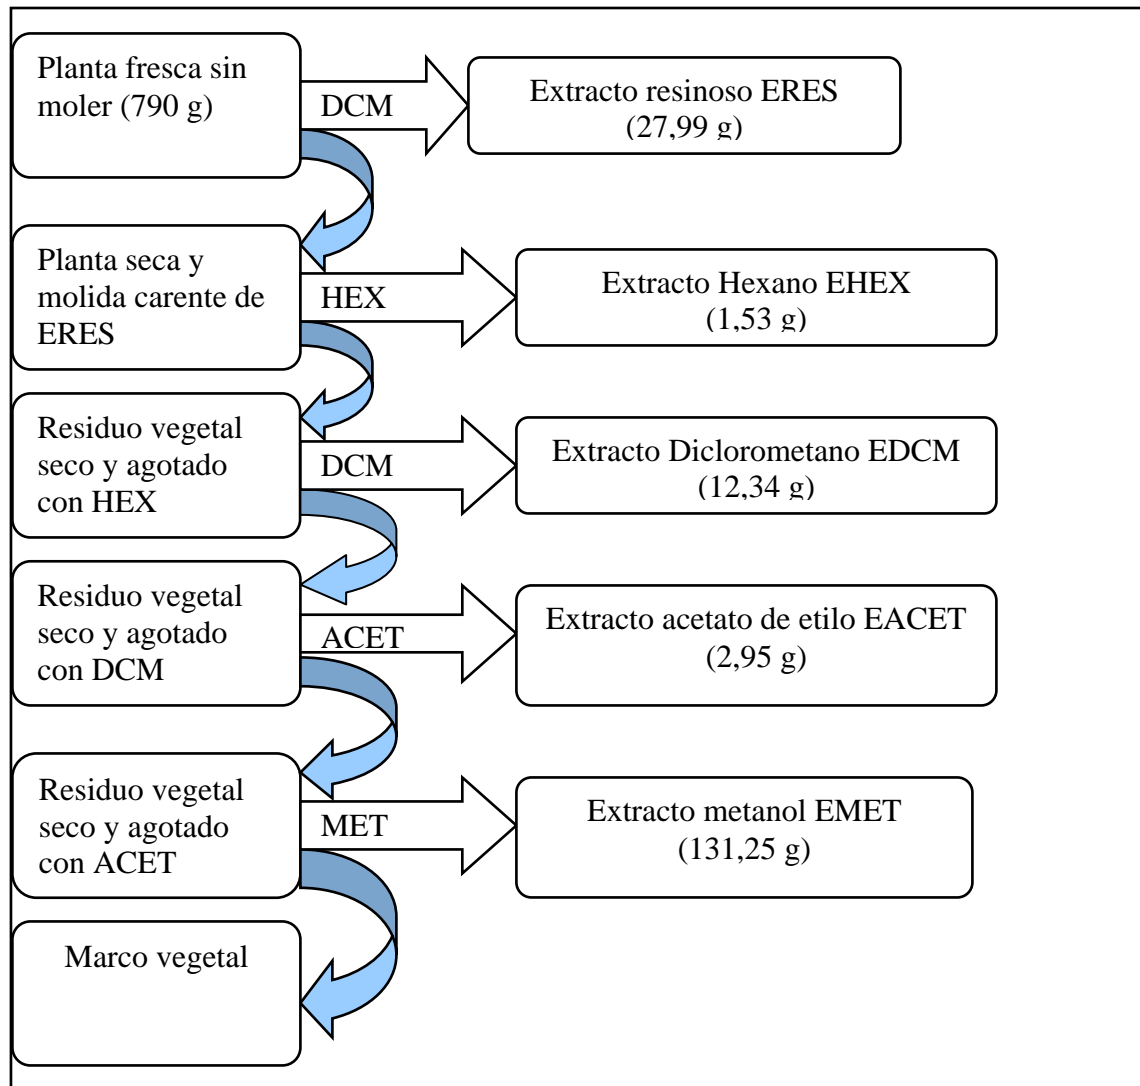 Planta fresca sin
moler (790 g)
DCM
Extracto resinoso ERES
(27,99 g)
Planta seca y
molida carente de
ERES
HEX
Extracto Hexano EHEX
(1,53 g)
Residuo vegetal
seco y agotado
con HEX
DCM
Extracto Diclorometano EDCM
(12,34 g)
Residuo vegetal
seco y agotado
con DCM
ACET
Extracto acetato de etilo EACET
(2,95 g)
Residuo vegetal
seco y agotado
con ACET
MET
Extracto metanol EMET
(131,25 g)
Marco vegetal